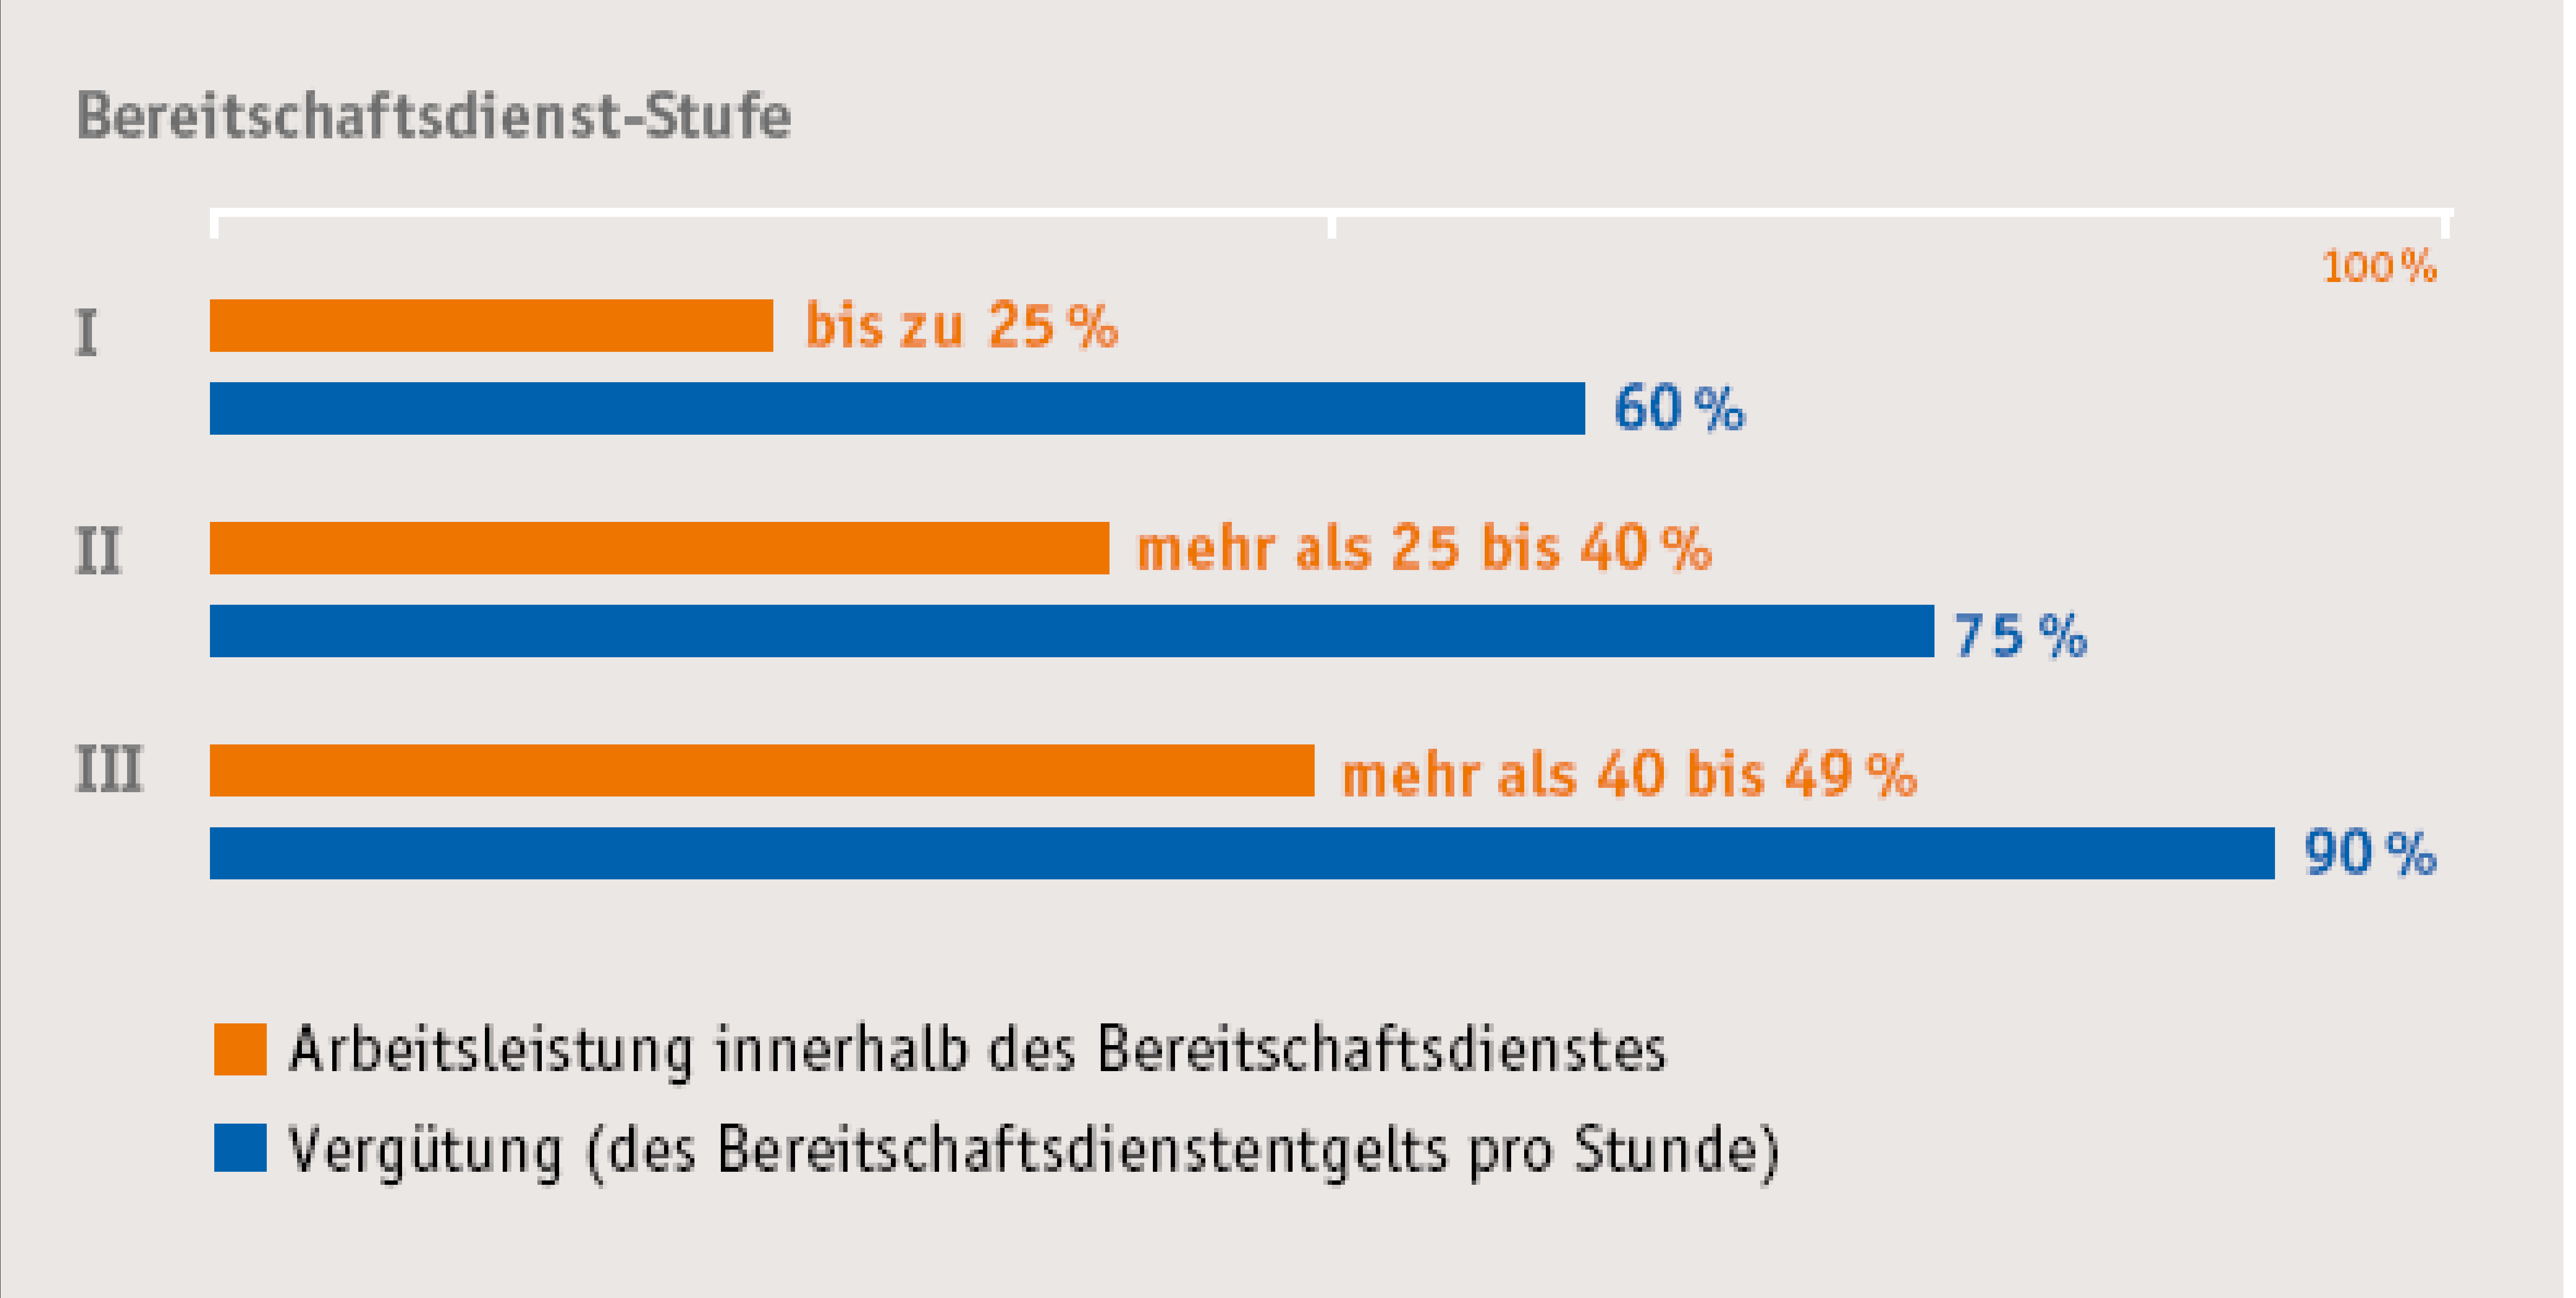 Bereitschaftsdienst-Stufe
100 %
I
bis zu 25 %
60 %
II
mehr als 25 bis 40 %
75 %
III
mehr als 40 bis 49 %
90 %
Arbeitsleistung innerhalb des Bereitschaftsdienstes
Vergütung (des Bereitschaftsdienstentgelts pro Stunde)